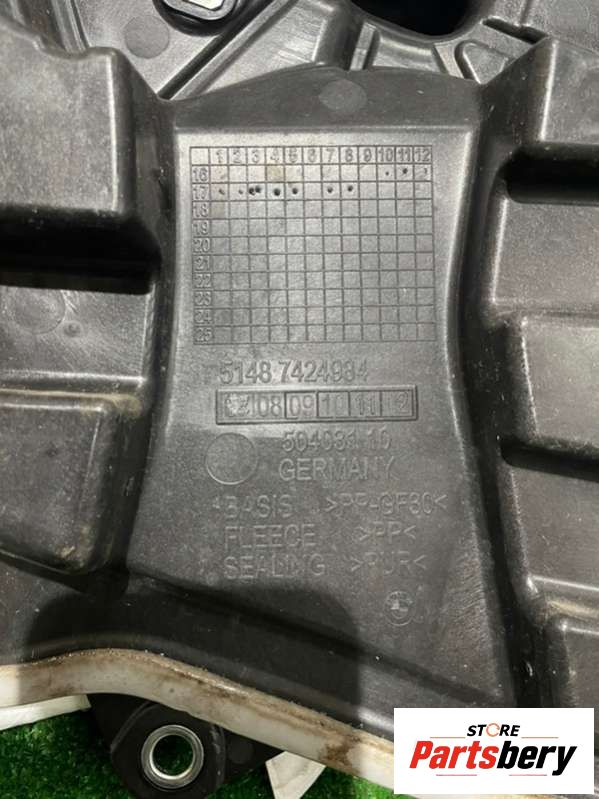 1 2 3 4 5 6 7 8 9 10 11 12
16
17
18
19
20
21
22
23
24
25
5148 7424984
08 09 10 11 12
GERMANY
BASIS >PP-GF30<
FLEECE >PP<
SEALING >PUR<
STORE
Partsbery